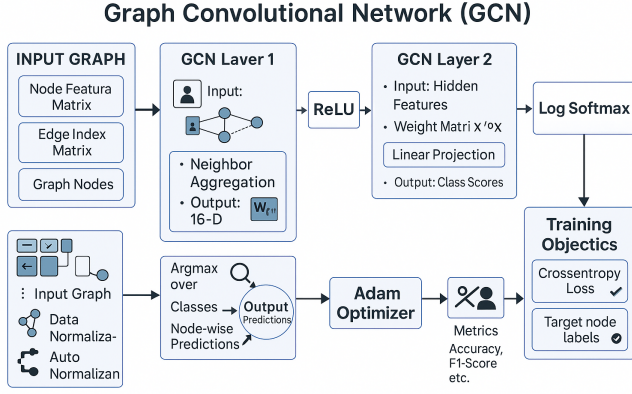 Graph Convolutional Network (GCN)
INPUT GRAPH
Node Featura
Matrix
Edge Index
Matrix
Graph Nodes
GCN Laver 1
Input:
• Neighbor
Aggregation
• Output:
16-D
ReLU
GCN Layer 2
• Input: Hidden
Features
• Weight Matri
Linear Projection
• Output: Class Scores
Log Softmax
Training
Objectics
Crossentropy
Loss
Target node
labels
Input Graph
Data
Normaliza-
Auto
Normalizan
Argmax
over
Classes
Node-wise
Predictions
Output
Predictions
Adam
Optimizer
Metrics
Accuracy,
F1-Score
etc.